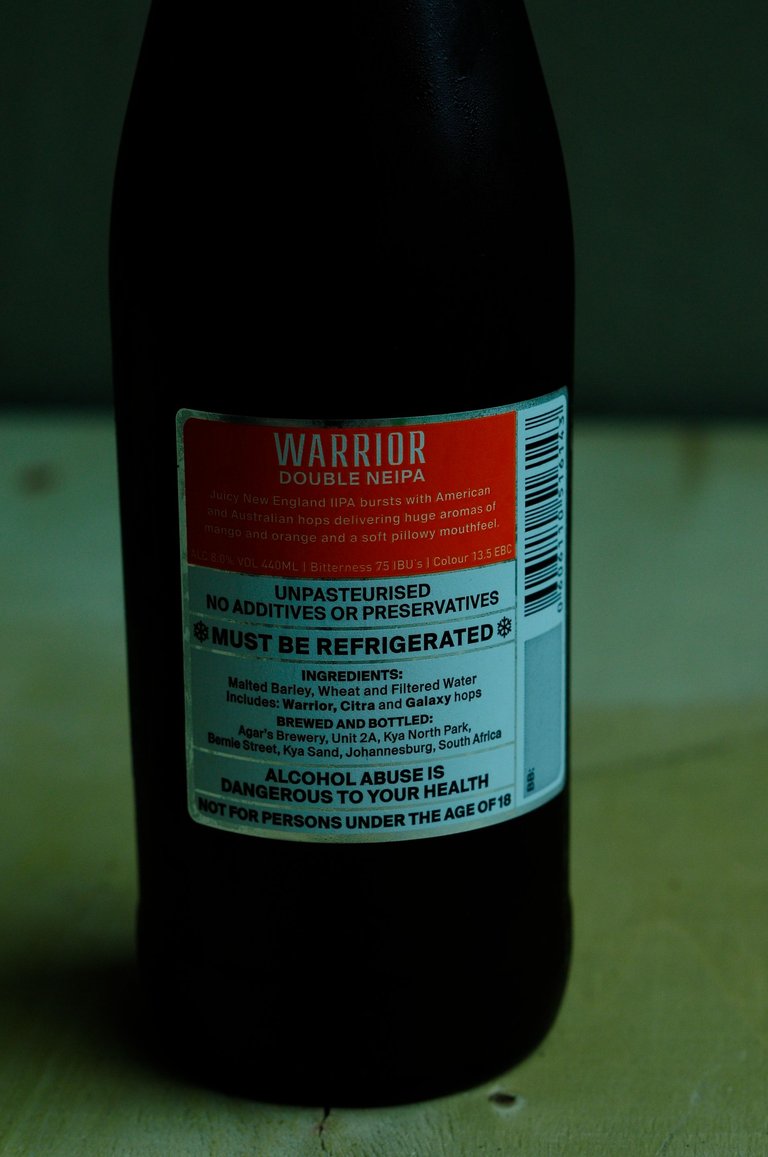 WARRIOR
DOUBLE NEIPA
Juicy New England IIPA bursts with American
and Australian hops delivering huge aromas of
mango and orange and a soft pillowy mouthfeel.
ALC 8.0% VOL 440ML | Bitterness 75 IBU's | Colour 13.5 EBC
UNPASTEURISED
NO ADDITIVES OR PRESERVATIVES
MUST BE REFRIGERATED
INGREDIENTS:
Malted Barley, Wheat and Filtered Water
Includes: Warrior, Citra and Galaxy hops
BREWED AND BOTTLED:
Agar's Brewery, Unit 2A, Kya North Park,
Bernie Street, Kya Sand, Johannesburg, South Africa
ALCOHOL ABUSE IS
DANGEROUS TO YOUR HEALTH
NOT FOR PERSONS UNDER THE AGE OF 18
BB: